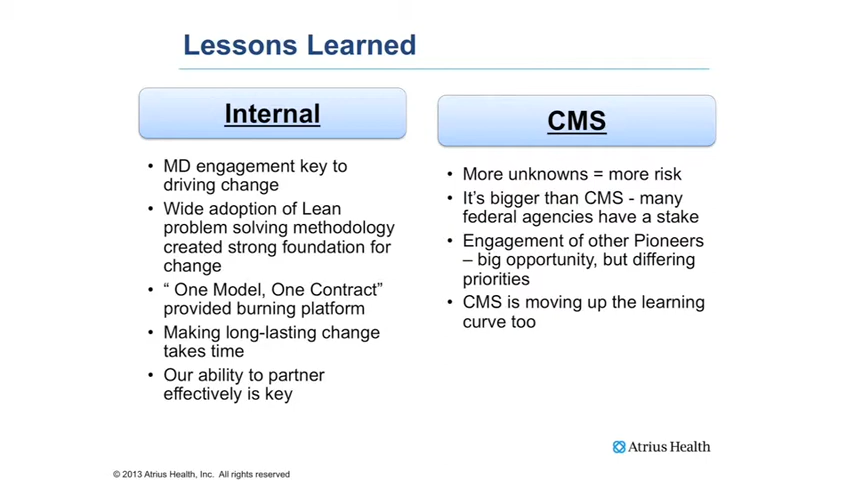 Lessons Learned
Internal
• MD engagement key to
driving change
• Wide adoption of Lean
problem solving methodology
created strong foundation for
change
• “ One Model, One Contract”
provided burning platform
• Making long-lasting change
takes time
• Our ability to partner
effectively is key
CMS
• More unknowns = more risk
• It’s bigger than CMS - many
federal agencies have a stake
• Engagement of other Pioneers
– big opportunity, but differing
priorities
• CMS is moving up the learning
curve too
Atrius Health
© 2013 Atrius Health, Inc. All rights reserved